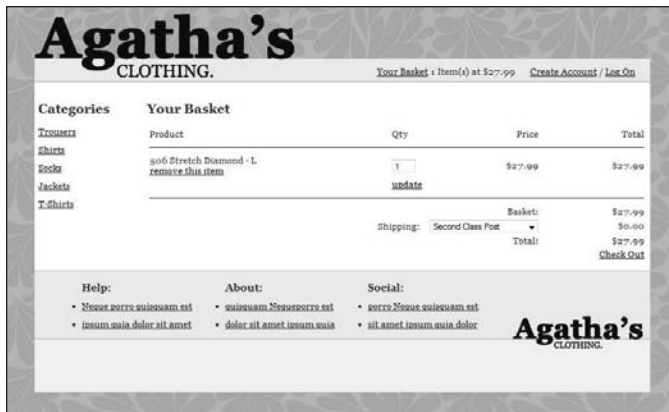 Agatha's
CLOTHING.
Your Basket 1 Item(s) at $27.99 Create Account / Log On
Categories
Trousers
Shirts
Socks
Jackets
T-Shirts
Your Basket
Product Qty Price Total
506 Stretch Diamond - L 1 $27.99 $27.99
remove this item
update
Basket: $27.99
Shipping: Second Class Post $0.00
Total: $27.99
Check Out
Help: About: Social:
• Neque porro quisquam est • quisquam Nequeporro est • porro Neque quisquam est
• ipsum quia dolor sit amet • dolor sit amet ipsum quia • sit amet ipsum quia dolor
Agatha's
CLOTHING.